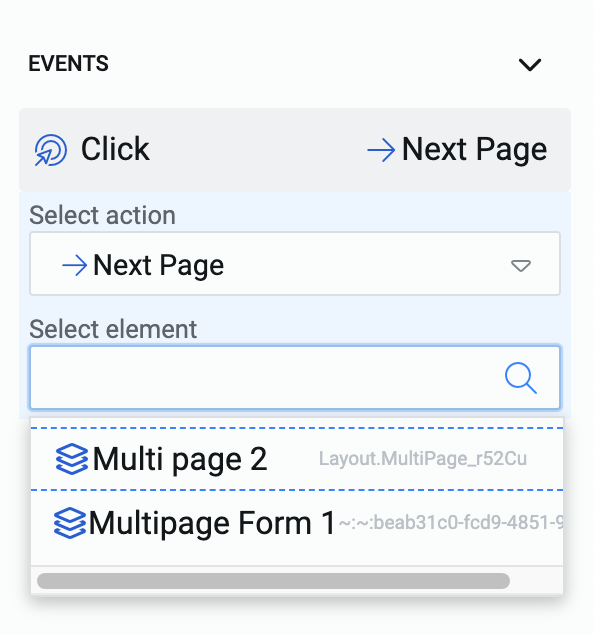 EVENTS
Click Next Page
Select action
Next Page
Select element
Multi page 2 Layout.MultiPage_r52Cu
Multipage Form 1 ~:~:beab31c0-fcd9-4851-9